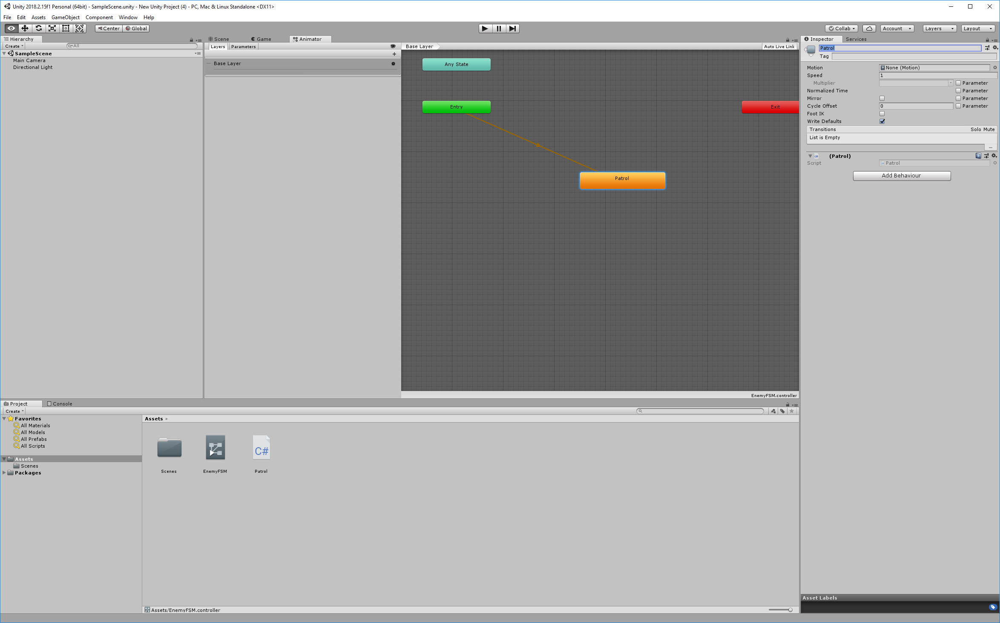 Unity 2018.2.15f1 Personal (64bit) - SampleScene.unity - New Unity Project (4) - PC, Mac & Linux Standalone <DX11>
File Edit Assets GameObject Component Window Help
Center Global Collab Account Layers Layout
Hierarchy
Create All
SampleScene
Main Camera
Directional Light
Scene Game Animator
Layers Parameters
Base Layer
Base Layer Auto Live Link
Any State
Entry
Exit
Patrol
EnemyFSM.controller
Inspector Services
Patrol
Tag
Motion None (Motion)
Speed 1
Multiplier Parameter
Normalized Time Parameter
Mirror Parameter
Cycle Offset 0 Parameter
Foot IK
Write Defaults
Transitions Solo Mute
List is Empty
(Patrol)
Script Patrol
Add Behaviour
Project Console
Create
Favorites
All Materials
All Models
All Prefabs
All Scripts
Assets
Scenes
Packages
Assets
C#
Scenes EnemyFSM Patrol
Assets/EnemyFSM.controller
Asset Labels